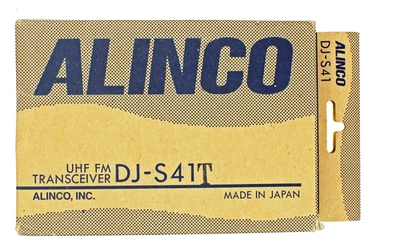 ALINCO
UHF FM
TRANSCEIVER DJ-S41T
ALINCO, INC.
MADE IN JAPAN
ALINCO
DJ-S41